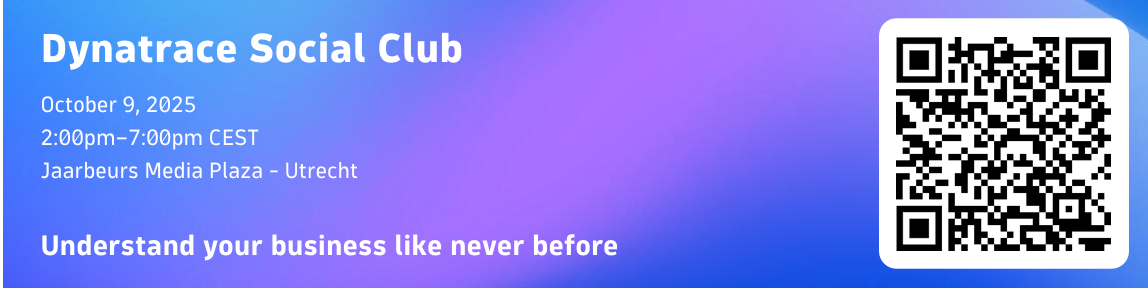 Dynatrace Social Club
October 9, 2025
2:00pm–7:00pm CEST
Jaarbeurs Media Plaza - Utrecht
Understand your business like never before